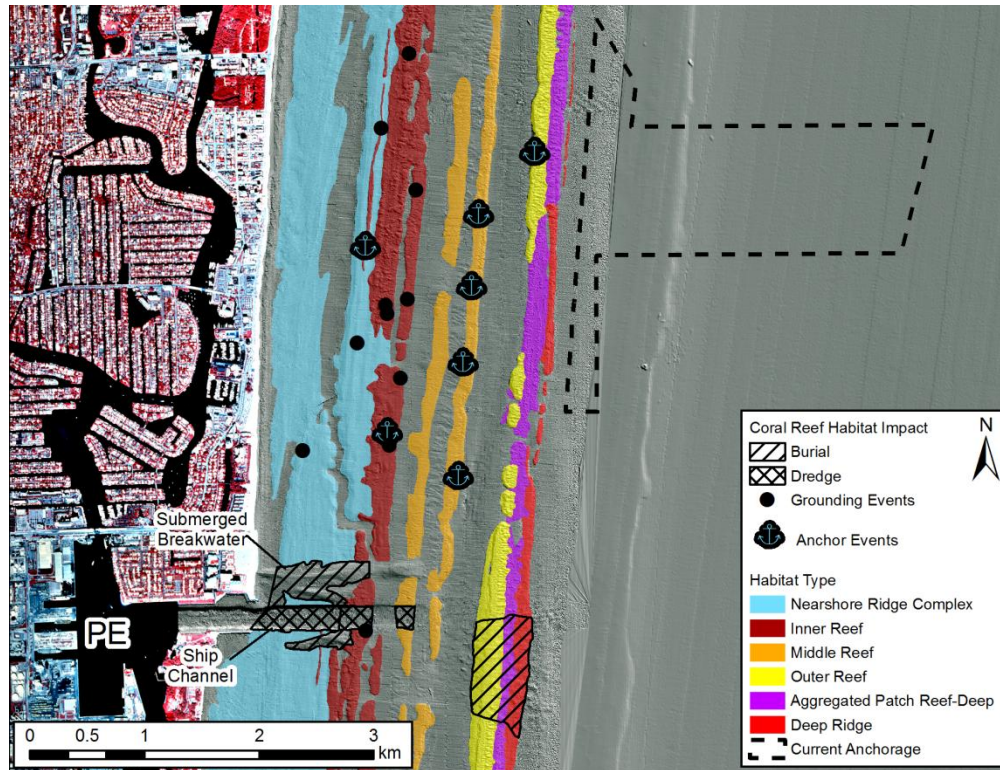 Submerged
Breakwater
PE
Ship
Channel
0 0.5 1 2 3
km
Coral Reef Habitat Impact
Burial
Dredge
Grounding Events
Anchor Events
N
Habitat Type
Nearshore Ridge Complex
Inner Reef
Middle Reef
Outer Reef
Aggregated Patch Reef-Deep
Deep Ridge
Current Anchorage